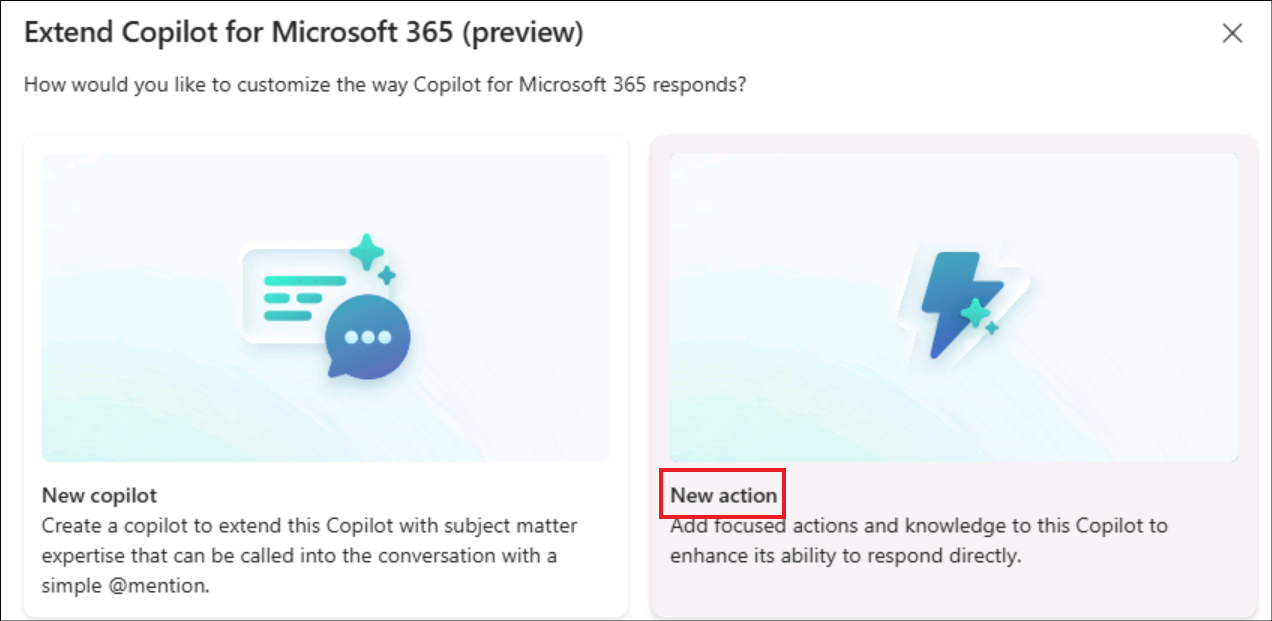 Extend Copilot for Microsoft 365 (preview)
How would you like to customize the way Copilot for Microsoft 365 responds?
New copilot
Create a copilot to extend this Copilot with subject matter
expertise that can be called into the conversation with a
simple @mention.
New action
Add focused actions and knowledge to this Copilot to
enhance its ability to respond directly.